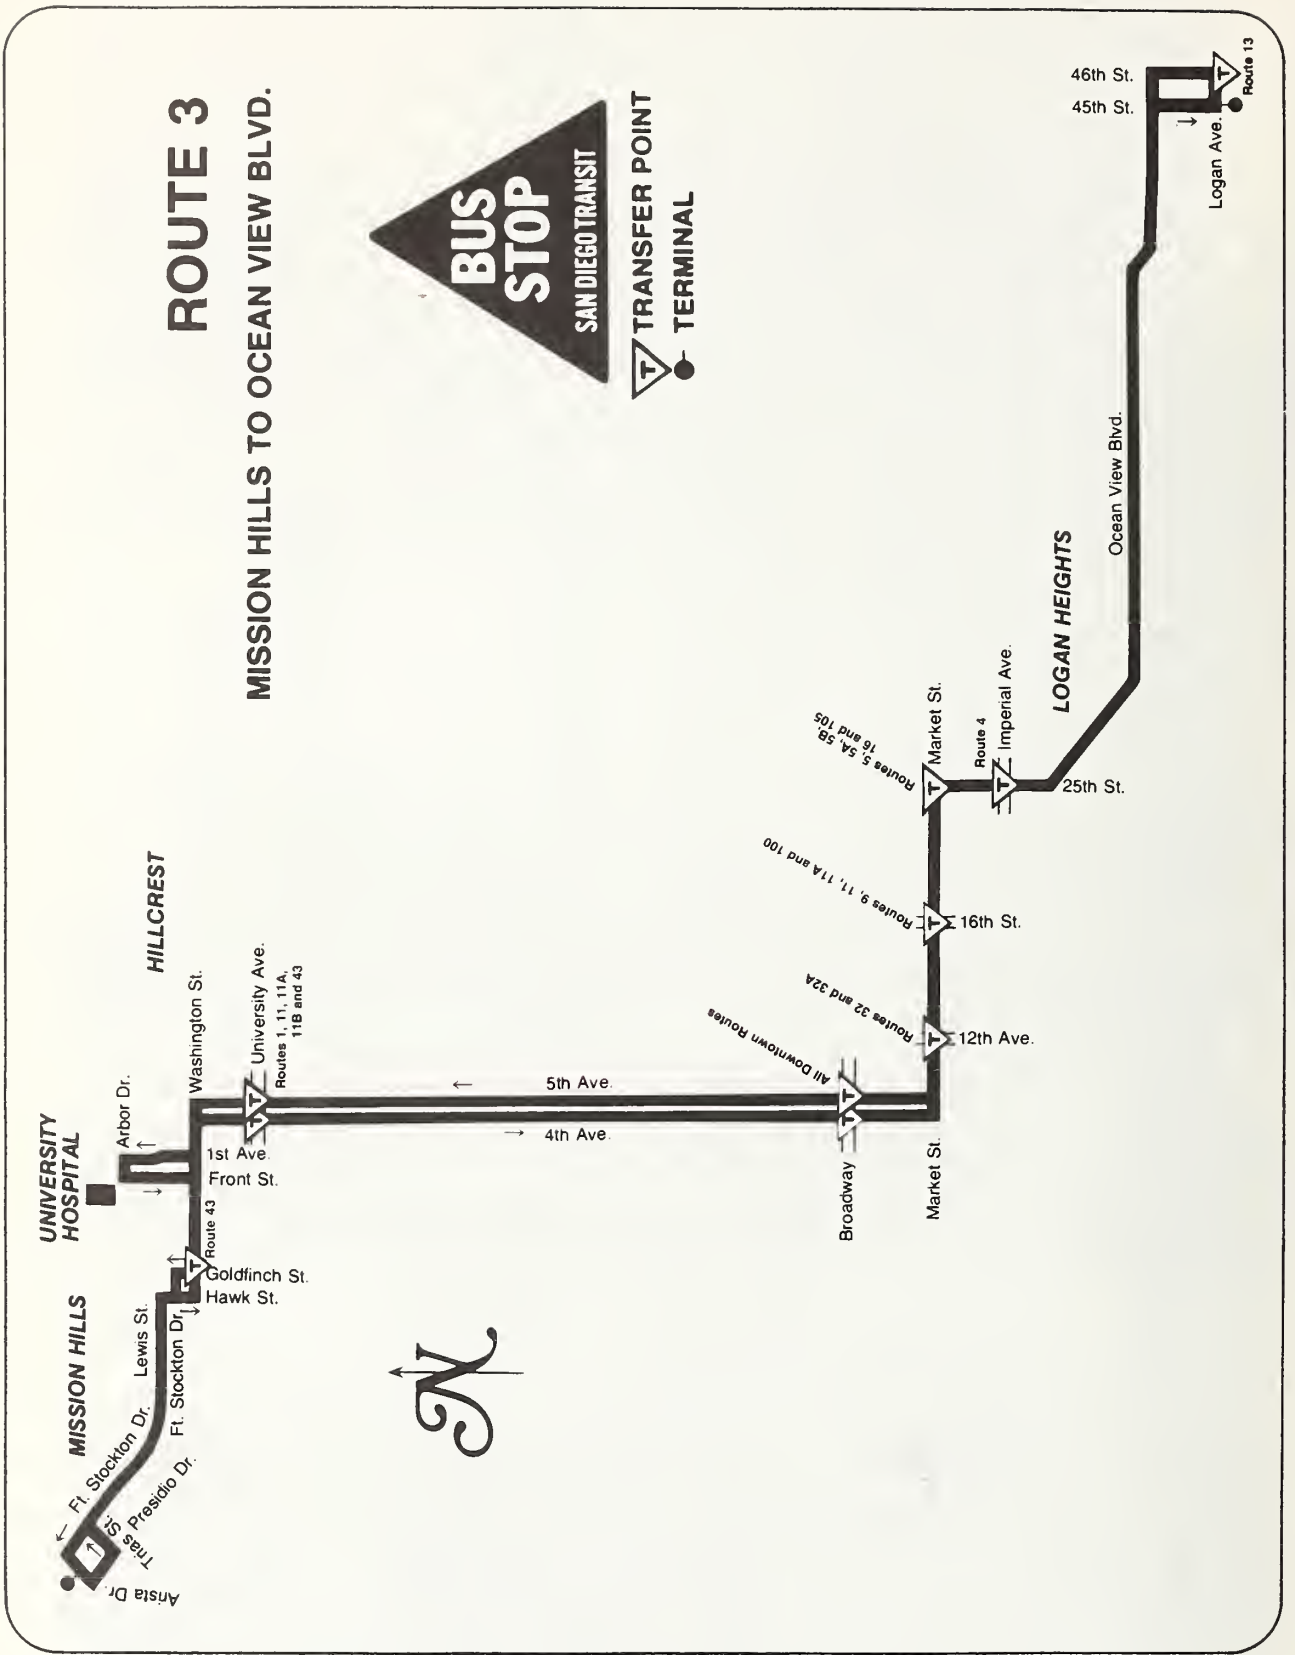 ROUTE 3
MISSION HILLS TO OCEAN VIEW BLVD.
BUS
STOP
SAN DIEGO TRANSIT
T TRANSFER POINT
TERMINAL
MISSION HILLS
UNIVERSITY
HOSPITAL
HILLCREST
LOGAN HEIGHTS
Arista Dr.
Trias St.
Presidio Dr.
Ft. Stockton Dr.
Lewis St.
Ft. Stockton Dr.
Hawk St.
Goldfinch St.
T
Route 43
Front St.
1st Ave.
Arbor Dr.
Washington St.
University Ave.
T
T
Routes 1, 11, 11A,
11B and 43
4th Ave.
5th Ave.
Broadway
T
T
All Downtown Routes
Market St.
12th Ave.
T
Routes 32 and 32A
16th St.
T
Routes 9, 11, 11A and 100
Market St.
T
Routes 5, 5A, 5B,
16 and 105
Route 4
T
Imperial Ave.
25th St.
Ocean View Blvd.
45th St.
46th St.
Logan Ave.
T
Route 13
N